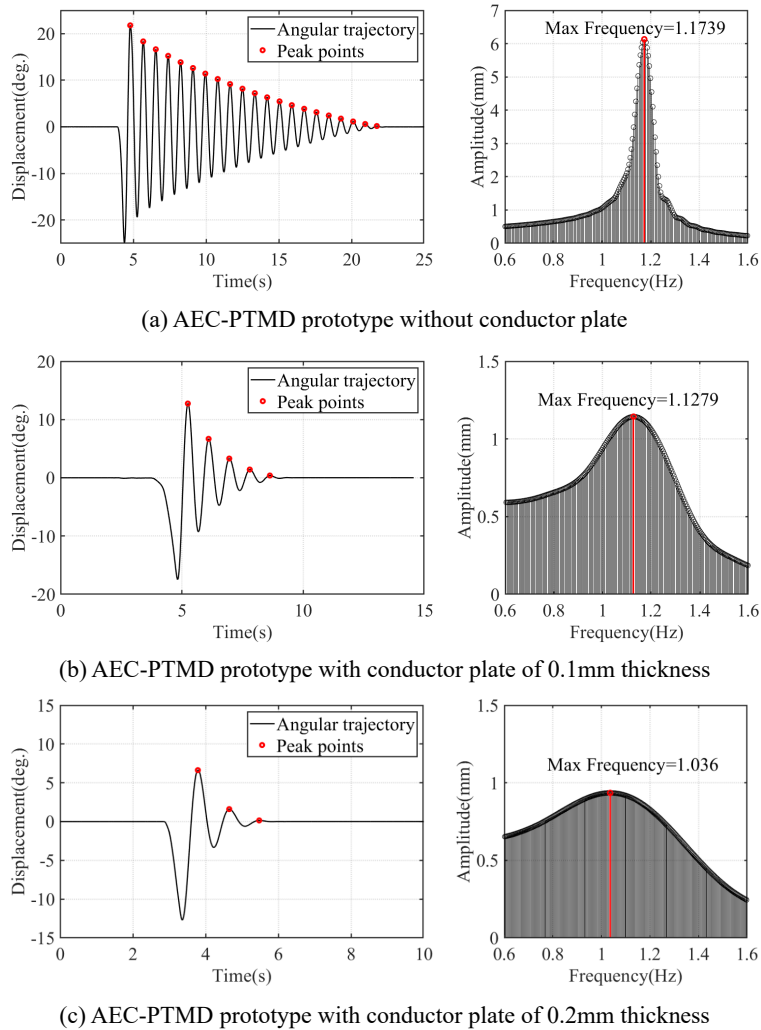 Displacement(deg.)
20
10
0
-10
-20
0 5 10 15 20 25
Time(s)
Angular trajectory
Peak points
Amplitude(mm)
7
6
5
4
3
2
1
0
0.6 0.8 1 1.2 1.4 1.6
Frequency(Hz)
Max Frequency=1.1739
(a) AEC-PTMD prototype without conductor plate
Displacement(deg.)
20
10
0
-10
-20
0 5 10 15
Time(s)
Angular trajectory
Peak points
Amplitude(mm)
1.5
1
0.5
0
0.6 0.8 1 1.2 1.4 1.6
Frequency(Hz)
Max Frequency=1.1279
(b) AEC-PTMD prototype with conductor plate of 0.1mm thickness
Displacement(deg.)
15
10
5
0
-5
-10
-15
0 2 4 6 8 10
Time(s)
Angular trajectory
Peak points
Amplitude(mm)
1.5
1
0.5
0
0.6 0.8 1 1.2 1.4 1.6
Frequency(Hz)
Max Frequency=1.036
(c) AEC-PTMD prototype with conductor plate of 0.2mm thickness